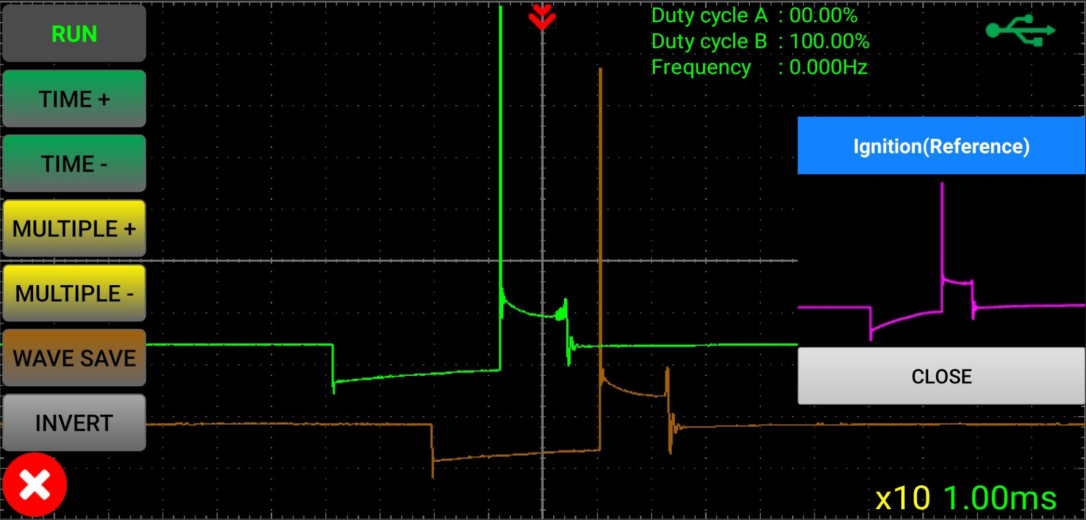 RUN
TIME +
TIME -
MULTIPLE +
MULTIPLE -
WAVE SAVE
INVERT
Duty cycle A : 00.00%
Duty cycle B : 100.00%
Frequency : 0.000Hz
Ignition(Reference)
CLOSE
x10 1.00ms